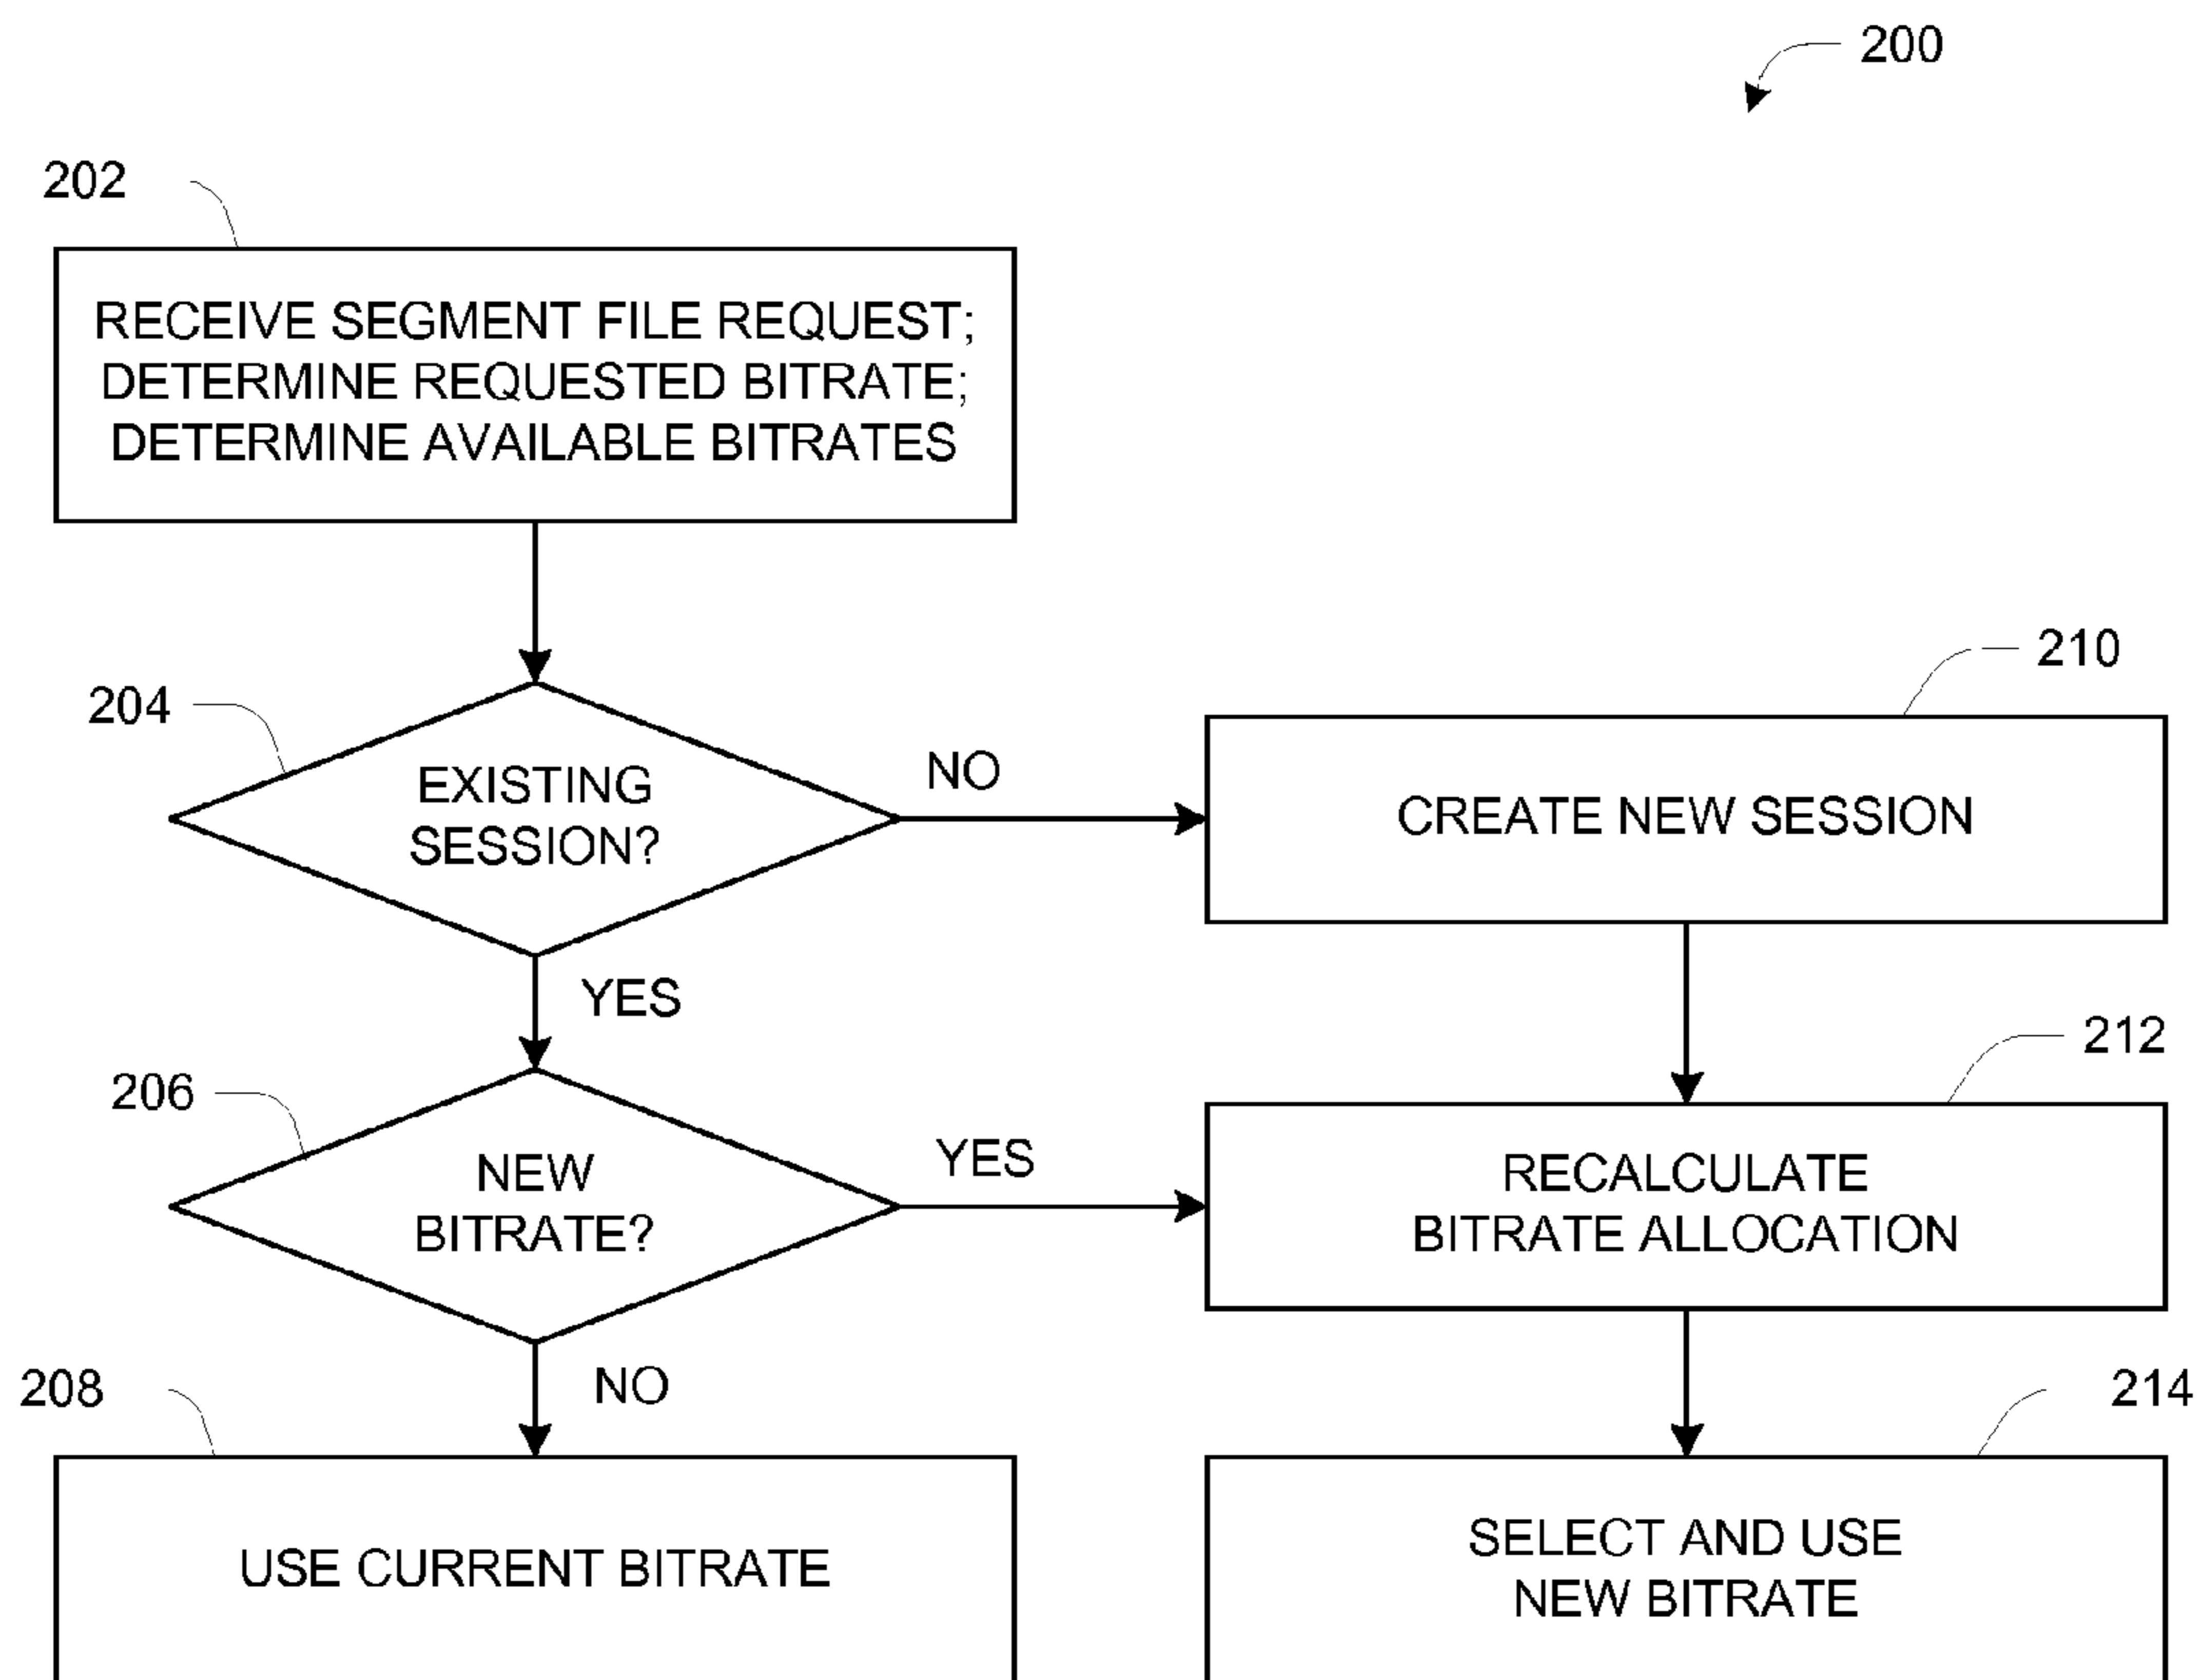 200
202
RECEIVE SEGMENT FILE REQUEST;
DETERMINE REQUESTED BITRATE;
DETERMINE AVAILABLE BITRATES
204
EXISTING
SESSION?
NO
210
CREATE NEW SESSION
YES
206
NEW
BITRATE?
YES
212
RECALCULATE
BITRATE ALLOCATION
NO
208
USE CURRENT BITRATE
214
SELECT AND USE
NEW BITRATE